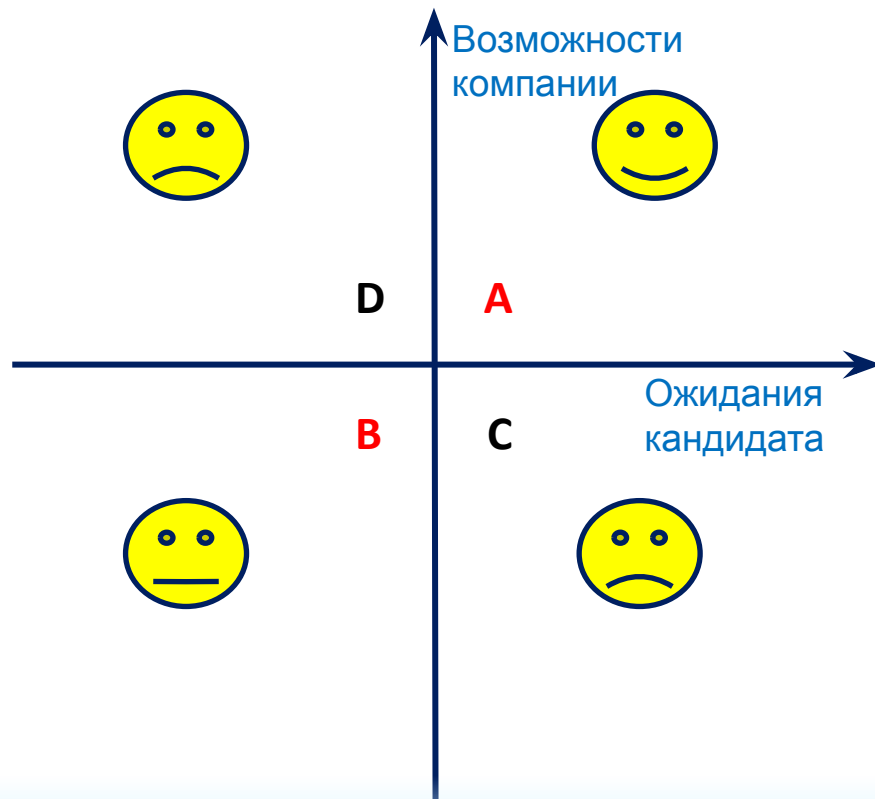 Возможности
компании
D A
Ожидания
кандидата
B C